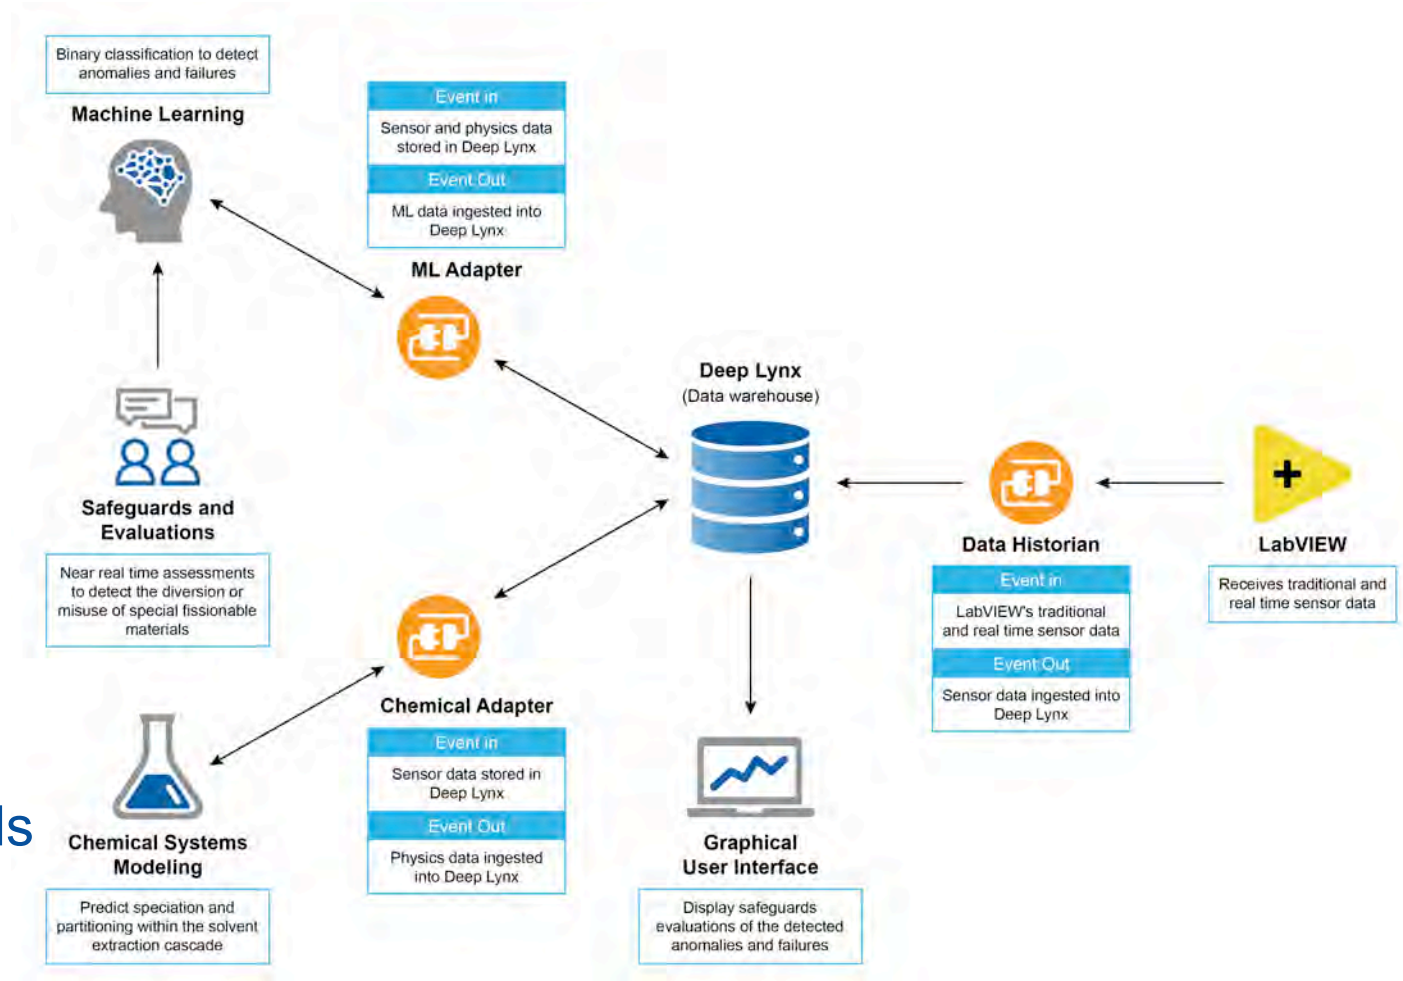 Binary classification to detect
anomalies and failures
Machine Learning
Event in
Sensor and physics data
stored in Deep Lynx
Event Out
ML data ingested into
Deep Lynx
ML Adapter
Deep Lynx
(Data warehouse)
Safeguards and
Evaluations
Near real time assessments
to detect the diversion or
misuse of special fissionable
materials
Data Historian
Event in
LabVIEW's traditional
and real time sensor data
Event Out
Sensor data ingested into
Deep Lynx
LabVIEW
Receives traditional and
real time sensor data
Chemical Adapter
Event in
Sensor data stored in
Deep Lynx
Event Out
Physics data ingested
into Deep Lynx
Chemical Systems
Modeling
Predict speciation and
partitioning within the solvent
extraction cascade
Graphical
User Interface
Display safeguards
evaluations of the detected
anomalies and failures